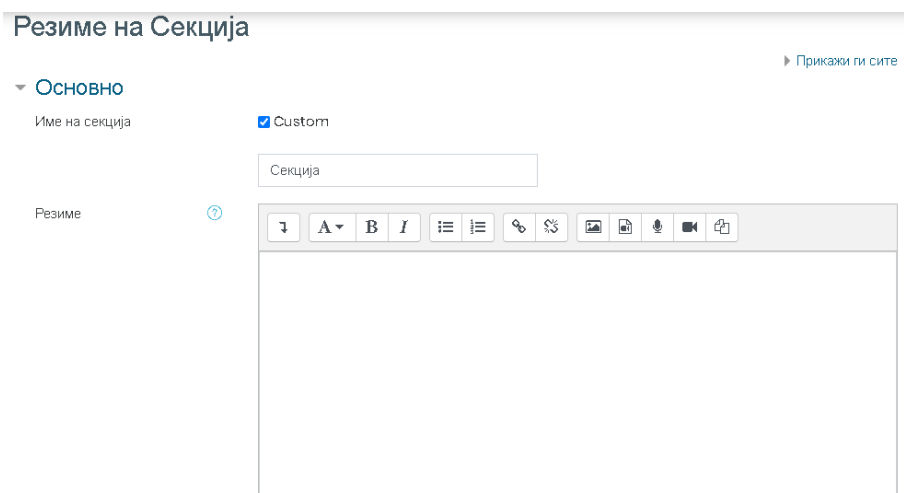 Резиме на Секција
Прикажи ги сите
Основно
Име на секција
Custom
Секција
Резиме
A B I